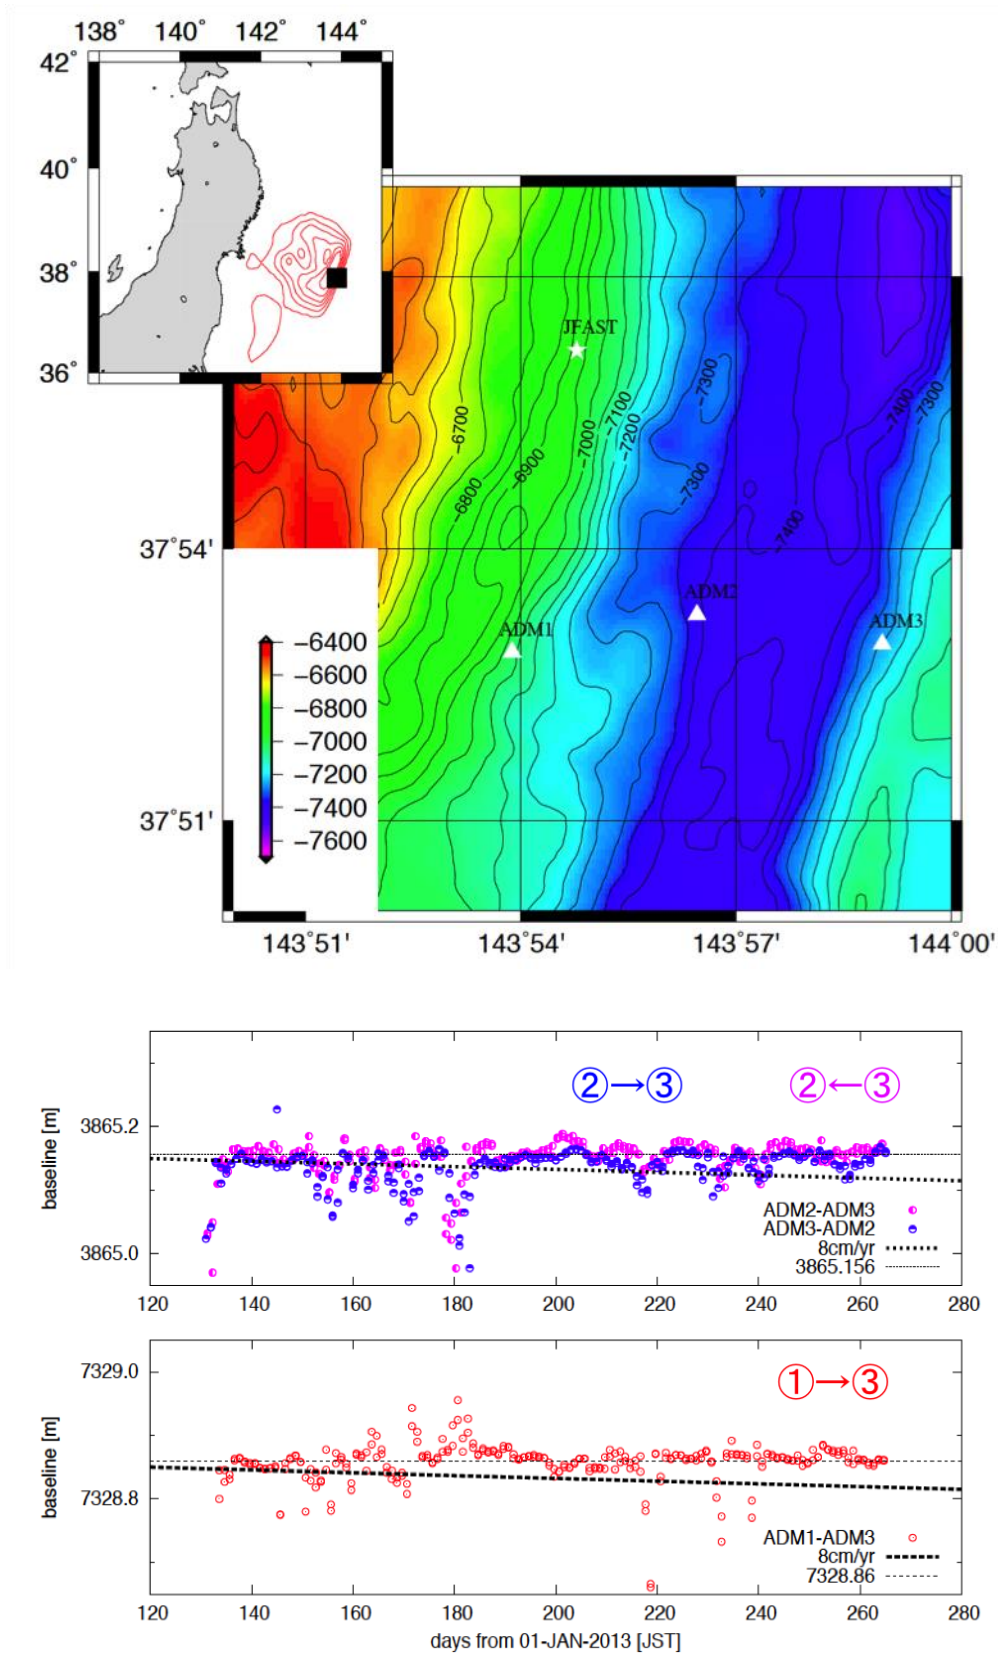 138° 140° 142° 144°
42°
40°
38°
36°
JFAST
-7300
-7100
-7400
-7300
-6700
-7000
-7200
-6900
-6800
-7300
-7400
37°54'
ADM2
ADM1
ADM3
-6400
-6600
-6800
-7000
-7200
-7400
-7600
37°51'
143°51' 143°54' 143°57' 144°00'
②→③ ②←③
3865.2
baseline [m]
ADM2-ADM3
ADM3-ADM2
8cm/yr
3865.0
3865.156
120 140 160 180 200 220 240 260 280
7329.0
①→③
baseline [m]
7328.8
ADM1-ADM3
8cm/yr
7328.86
120 140 160 180 200 220 240 260 280
days from 01-JAN-2013 [JST]